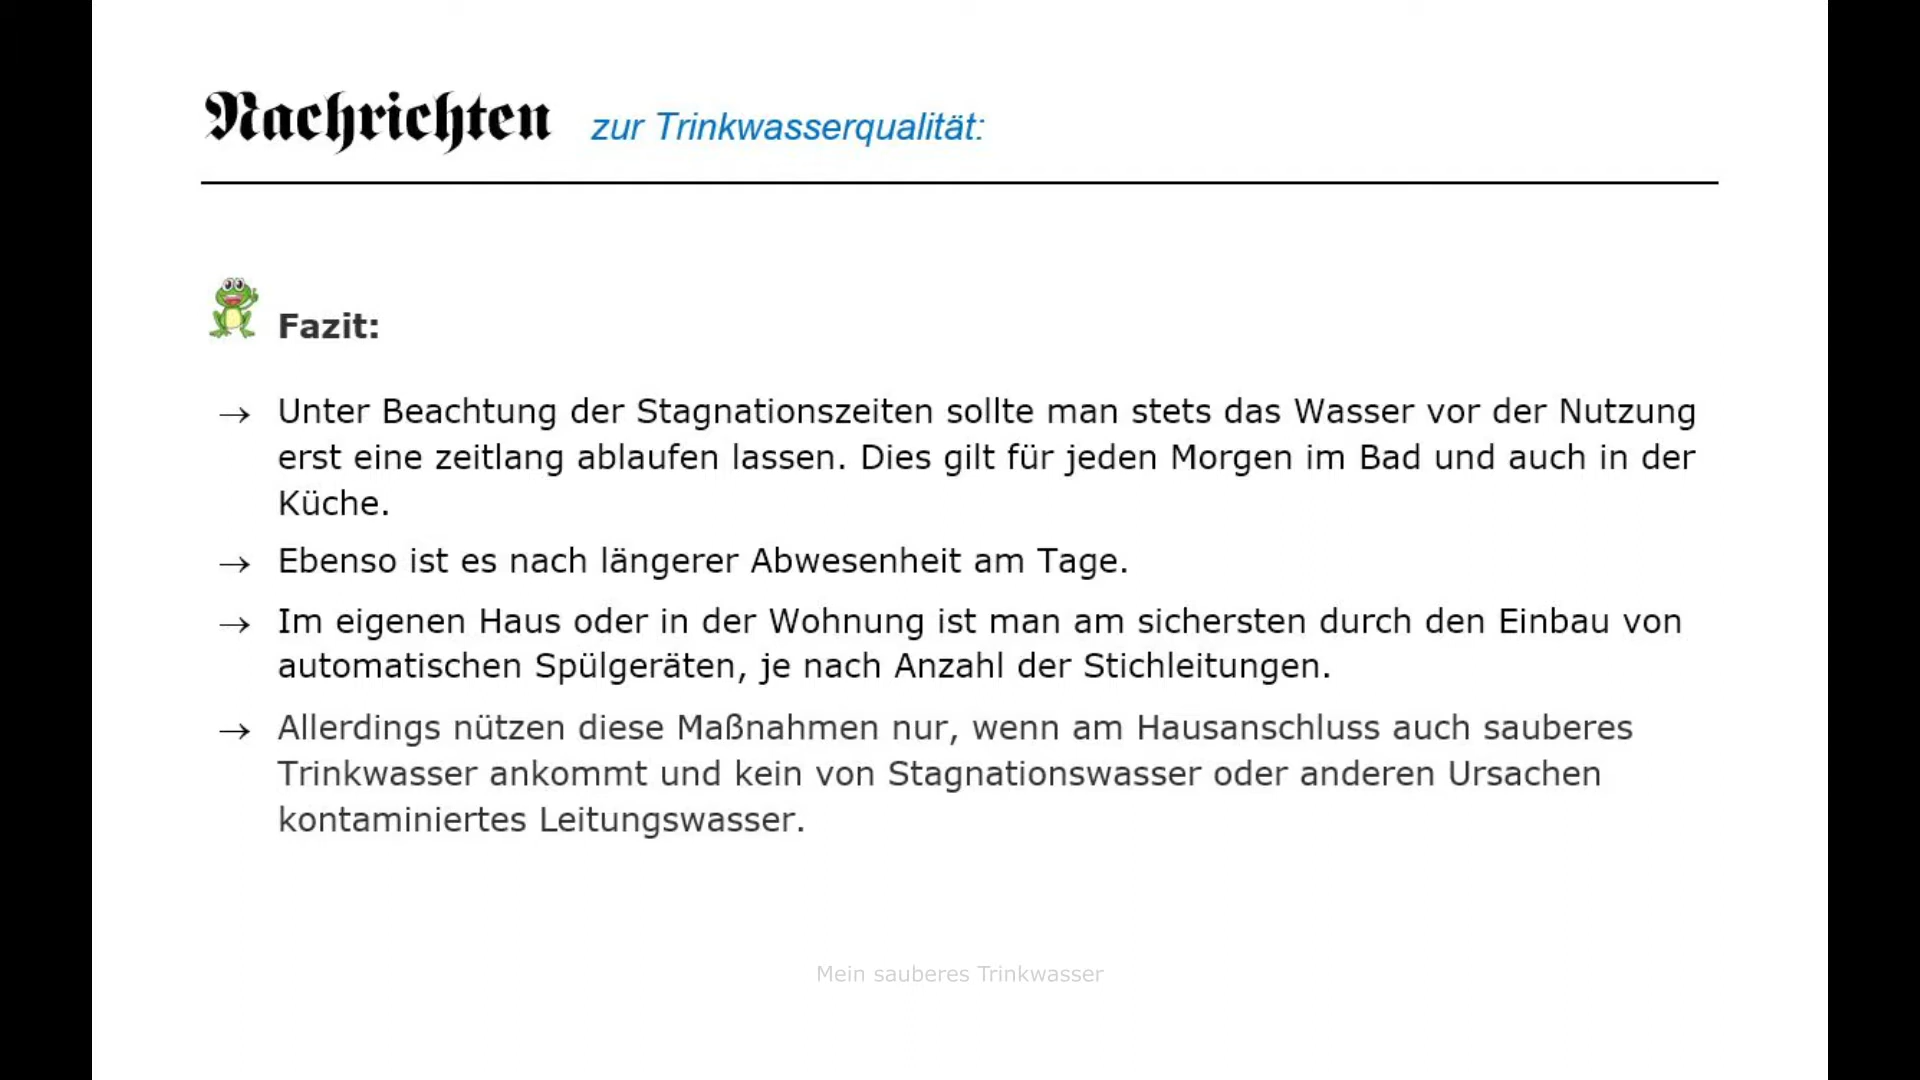 Nachrichten zur Trinkwasserqualität:
Fazit:
→ Unter Beachtung der Stagnationszeiten sollte man stets das Wasser vor der Nutzung
erst eine zeitlang ablaufen lassen. Dies gilt für jeden Morgen im Bad und auch in der
Küche.
→ Ebenso ist es nach längerer Abwesenheit am Tage.
→ Im eigenen Haus oder in der Wohnung ist man am sichersten durch den Einbau von
automatischen Spülgeräten, je nach Anzahl der Stichleitungen.
→ Allerdings nützen diese Maßnahmen nur, wenn am Hausanschluss auch sauberes
Trinkwasser ankommt und kein von Stagnationswasser oder anderen Ursachen
kontaminiertes Leitungswasser.
Mein sauberes Trinkwasser